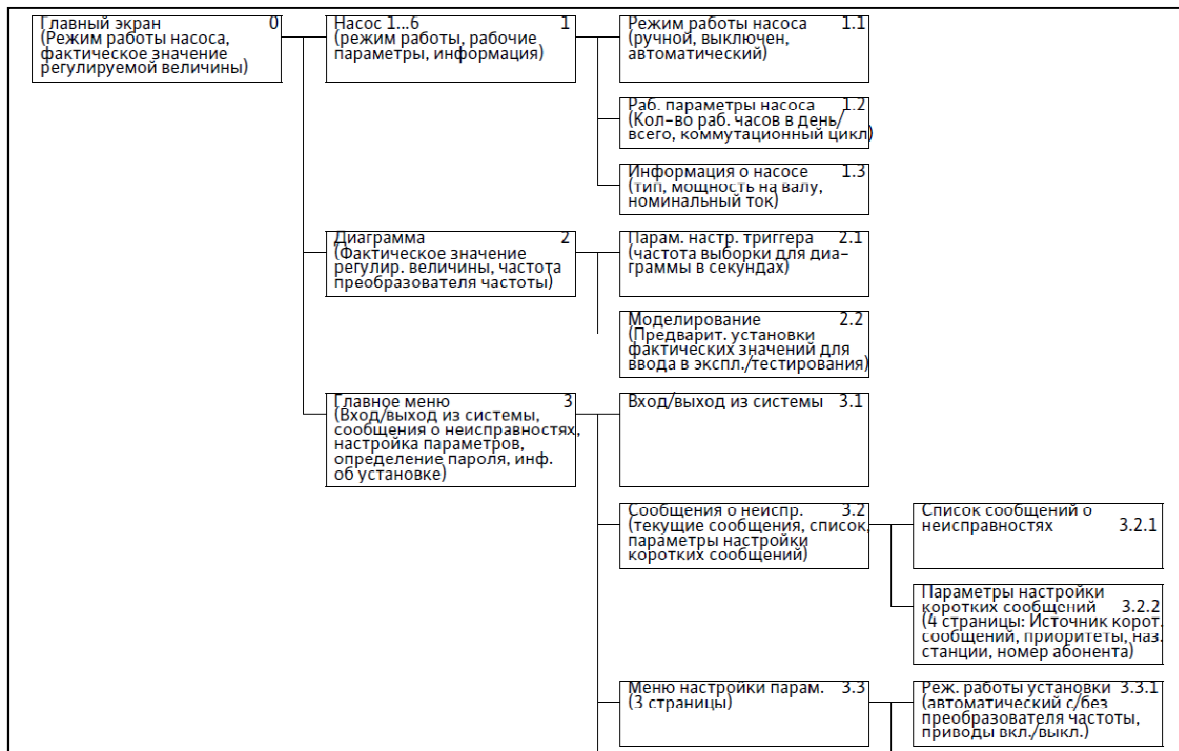 Главный экран 0
(Режим работы насоса,
фактическое значение
регулируемой величины)
Насос 1...6 1
(режим работы, рабочие
параметры, информация)
Режим работы насоса 1.1
(ручной, выключен,
автоматический)
Раб. параметры насоса 1.2
(Кол-во раб. часов в день/
всего, коммутационный цикл)
Информация о насосе 1.3
(тип, мощность на валу,
номинальный ток)
Диаграмма 2
(Фактическое значение
регулир. величины, частота
преобразователя частоты)
Парам. настр. триггера 2.1
(частота выборки для диа-
граммы в секундах)
Моделирование 2.2
(Предварит. установки
фактических значений для
ввода в экспл./тестирования)
Главное меню 3
(Вход/выход из системы,
сообщения о неисправностях,
настройка параметров,
определение пароля, инф.
об установке)
Вход/выход из системы 3.1
Сообщения о неиспр. 3.2
(текущие сообщения, список,
параметры настройки
коротких сообщений)
Список сообщений о
неисправностях 3.2.1
Параметры настройки
коротких сообщений 3.2.2
(4 страницы: Источник корот.
сообщений, приоритеты, наз.
станции, номер абонента)
Меню настройки парам. 3.3
(3 страницы)
Реж. работы установки 3.3.1
(автоматический с/без
преобразователя частоты,
приводы вкл./выкл.)